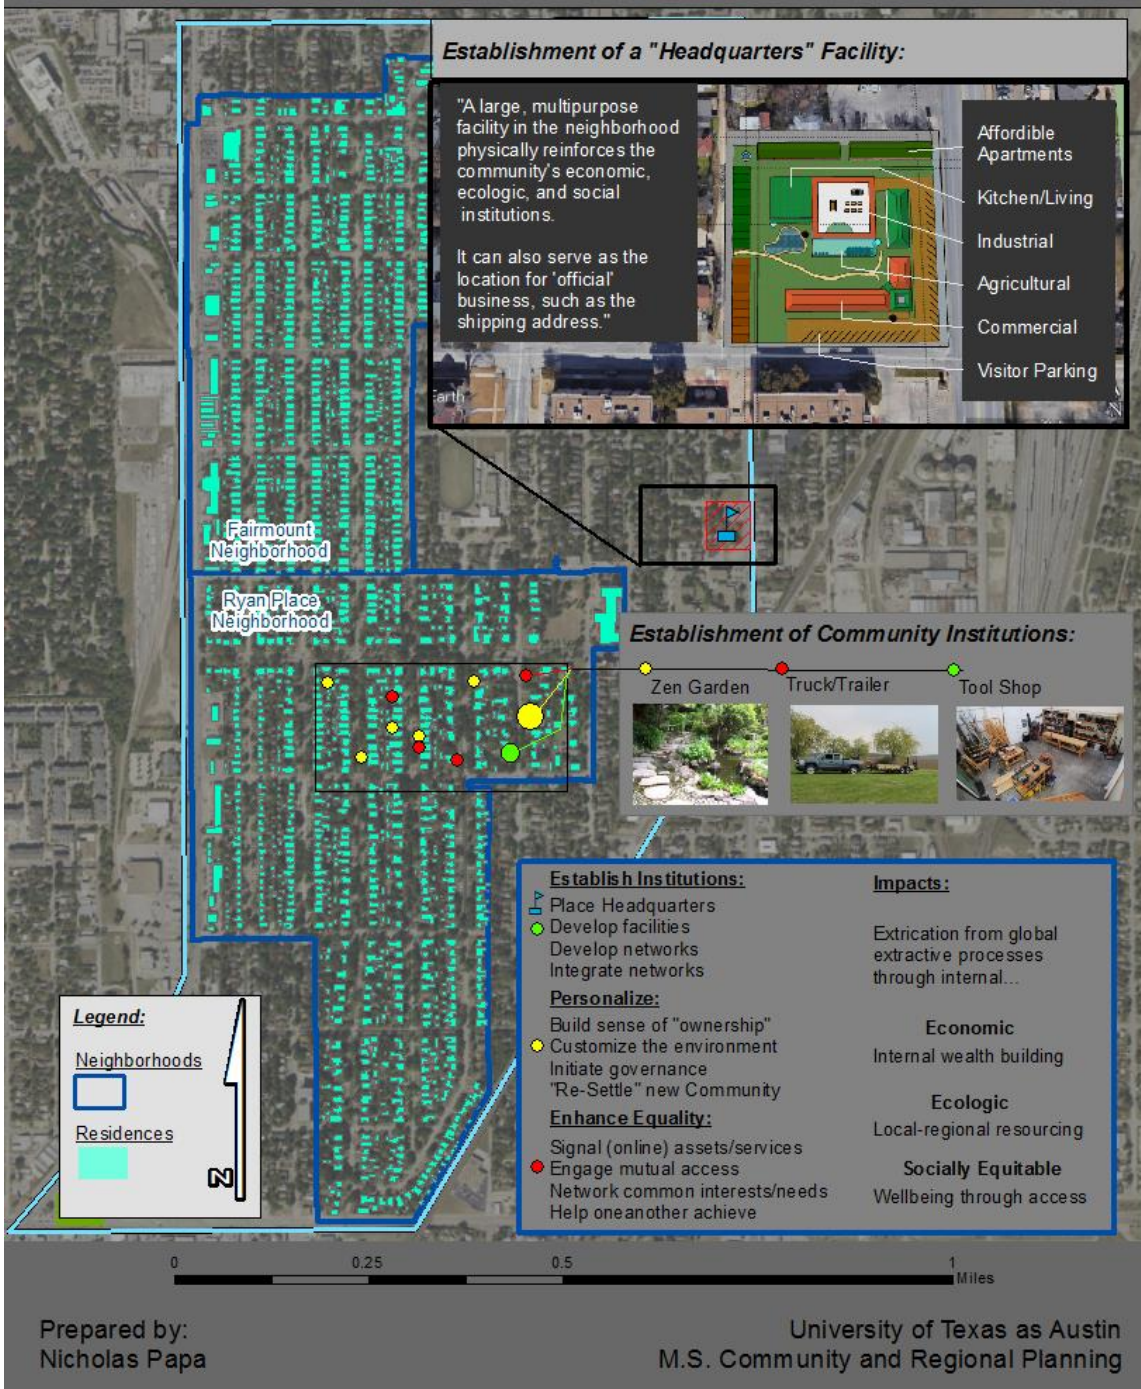 Establishment of a "Headquarters" Facility:
"A large, multipurpose
facility in the neighborhood
physically reinforces the
community's economic,
ecologic, and social
institutions.
It can also serve as the
location for 'official'
business, such as the
shipping address."
Affordible
Apartments
Kitchen/Living
Industrial
Agricultural
Commercial
Visitor Parking
Earth
N
Fairmount
Neighborhood
Ryan Place
Neighborhood
Establishment of Community Institutions:
Zen Garden
Truck/Trailer
Tool Shop
Establish Institutions:
Place Headquarters
Develop facilities
Develop networks
Integrate networks
Personalize:
Build sense of "ownership"
Customize the environment
Initiate governance
"Re-Settle" new Community
Enhance Equality:
Signal (online) assets/services
Engage mutual access
Network common interests/needs
Help oneanother achieve
Impacts:
Extrication from global
extractive processes
through internal...
Economic
Internal wealth building
Ecologic
Local-regional resourcing
Socially Equitable
Wellbeing through access
Legend:
Neighborhoods
Residences
N
0 0.25 0.5 1
Miles
Prepared by:
Nicholas Papa
University of Texas as Austin
M.S. Community and Regional Planning